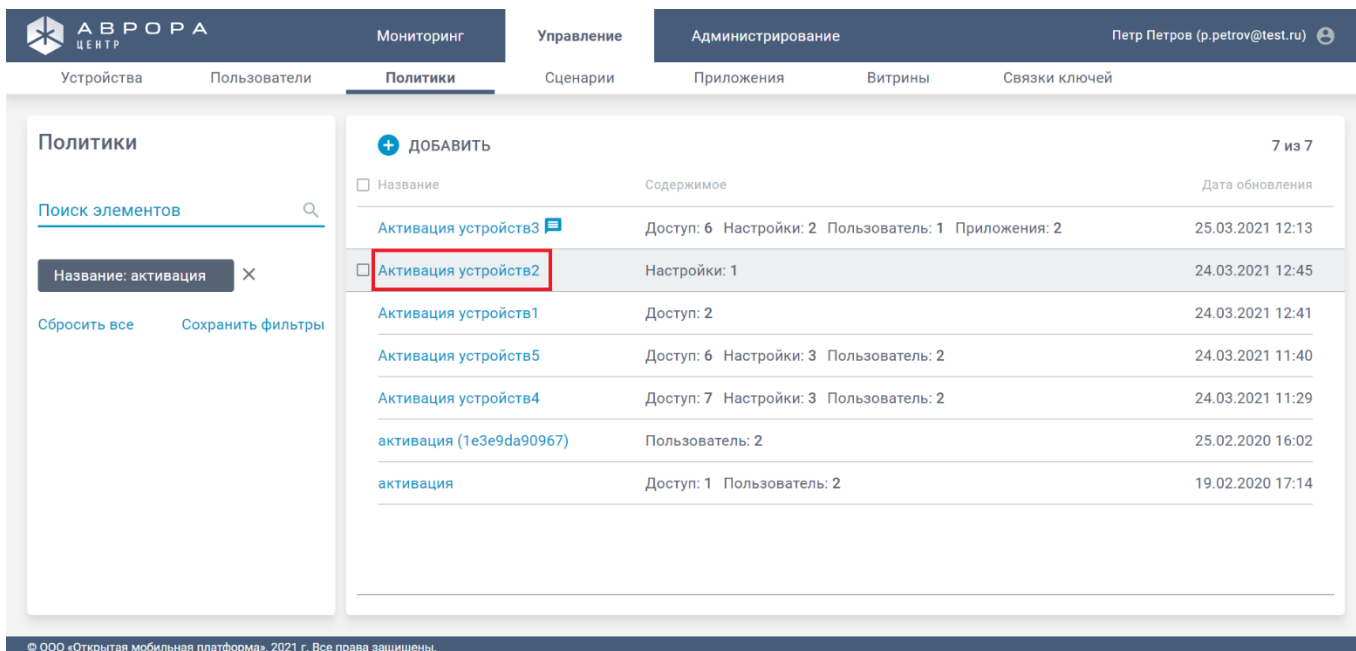 АВРОРА
ЦЕНТР
Мониторинг Управление Администрирование Петр Петров (p.petrov@test.ru)
Устройства Пользователи Политики Сценарии Приложения Витрины Связки ключей
Политики
Поиск элементов
Название: активация
Сбросить все Сохранить фильтры
ДОБАВИТЬ 7 из 7
Название Содержимое Дата обновления
Активация устройств3 Доступ: 6 Настройки: 2 Пользователь: 1 Приложения: 2 25.03.2021 12:13
Активация устройств2 Настройки: 1 24.03.2021 12:45
Активация устройств1 Доступ: 2 24.03.2021 12:41
Активация устройств5 Доступ: 6 Настройки: 3 Пользователь: 2 24.03.2021 11:40
Активация устройств4 Доступ: 7 Настройки: 3 Пользователь: 2 24.03.2021 11:29
активация (1e3e9da90967) Пользователь: 2 25.02.2020 16:02
активация Доступ: 1 Пользователь: 2 19.02.2020 17:14
© ООО «Открытая мобильная платформа», 2021 г. Все права защищены.